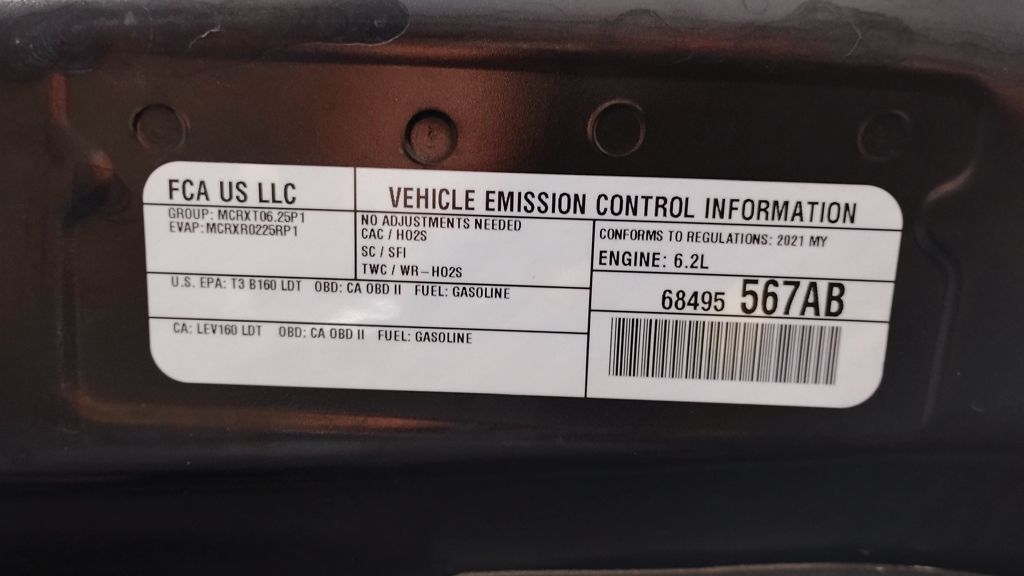 FCA US LLC
VEHICLE EMISSION CONTROL INFORMATION
GROUP: MCRXT06.25P1
EVAP: MCRXR0225RP1
NO ADJUSTMENTS NEEDED
CAC / HO2S
SC / SFI
TWC / WR-HO2S
CONFORMS TO REGULATIONS: 2021 MY
ENGINE: 6.2L
U.S. EPA: T3 B160 LDT OBD: CA OBD II FUEL: GASOLINE
68495 567AB
CA: LEV160 LDT OBD: CA OBD II FUEL: GASOLINE